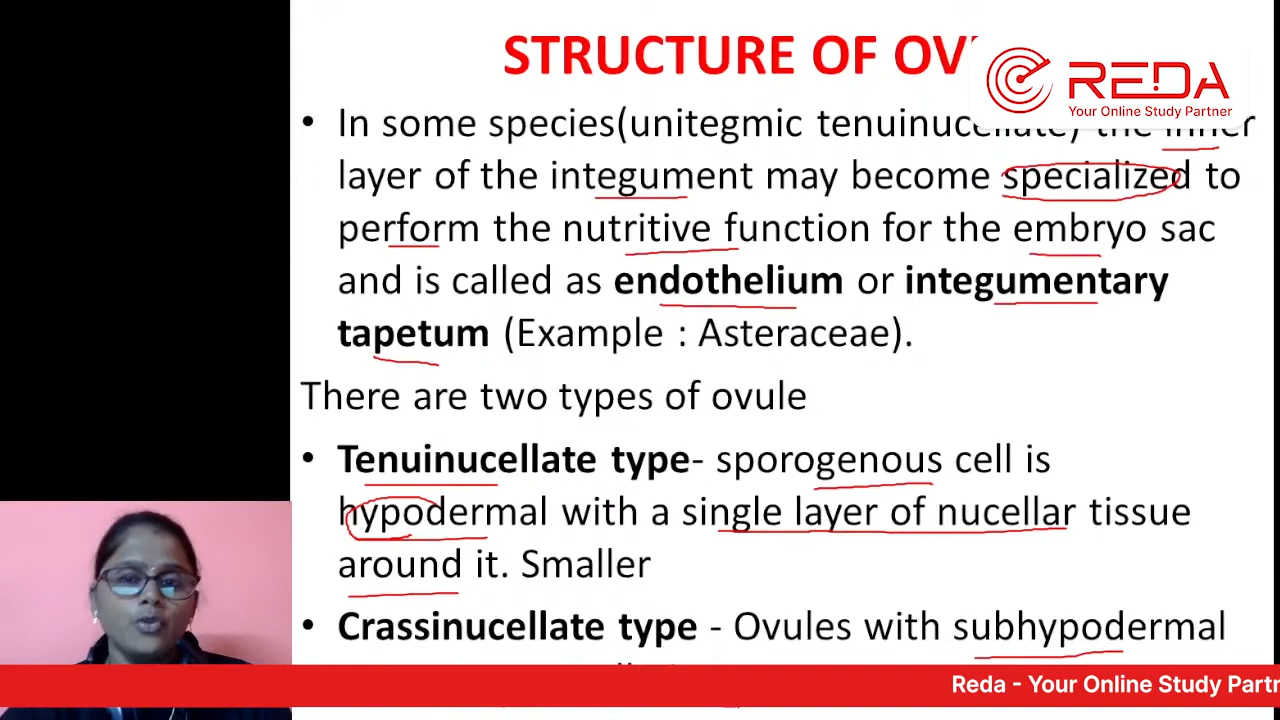 STRUCTURE OF
REDA
Your Online Study Partner
• In some species(unitegmic tenuinucellate) the inner
layer of the integument may become specialized to
perform the nutritive function for the embryo sac
and is called as endothelium or integumentary
tapetum (Example : Asteraceae).
There are two types of ovule
• Tenuinucellate type- sporogenous cell is
hypodermal with a single layer of nucellar tissue
around it. Smaller
• Crassinucellate type - Ovules with subhypodermal
Reda - Your Online Study Partn